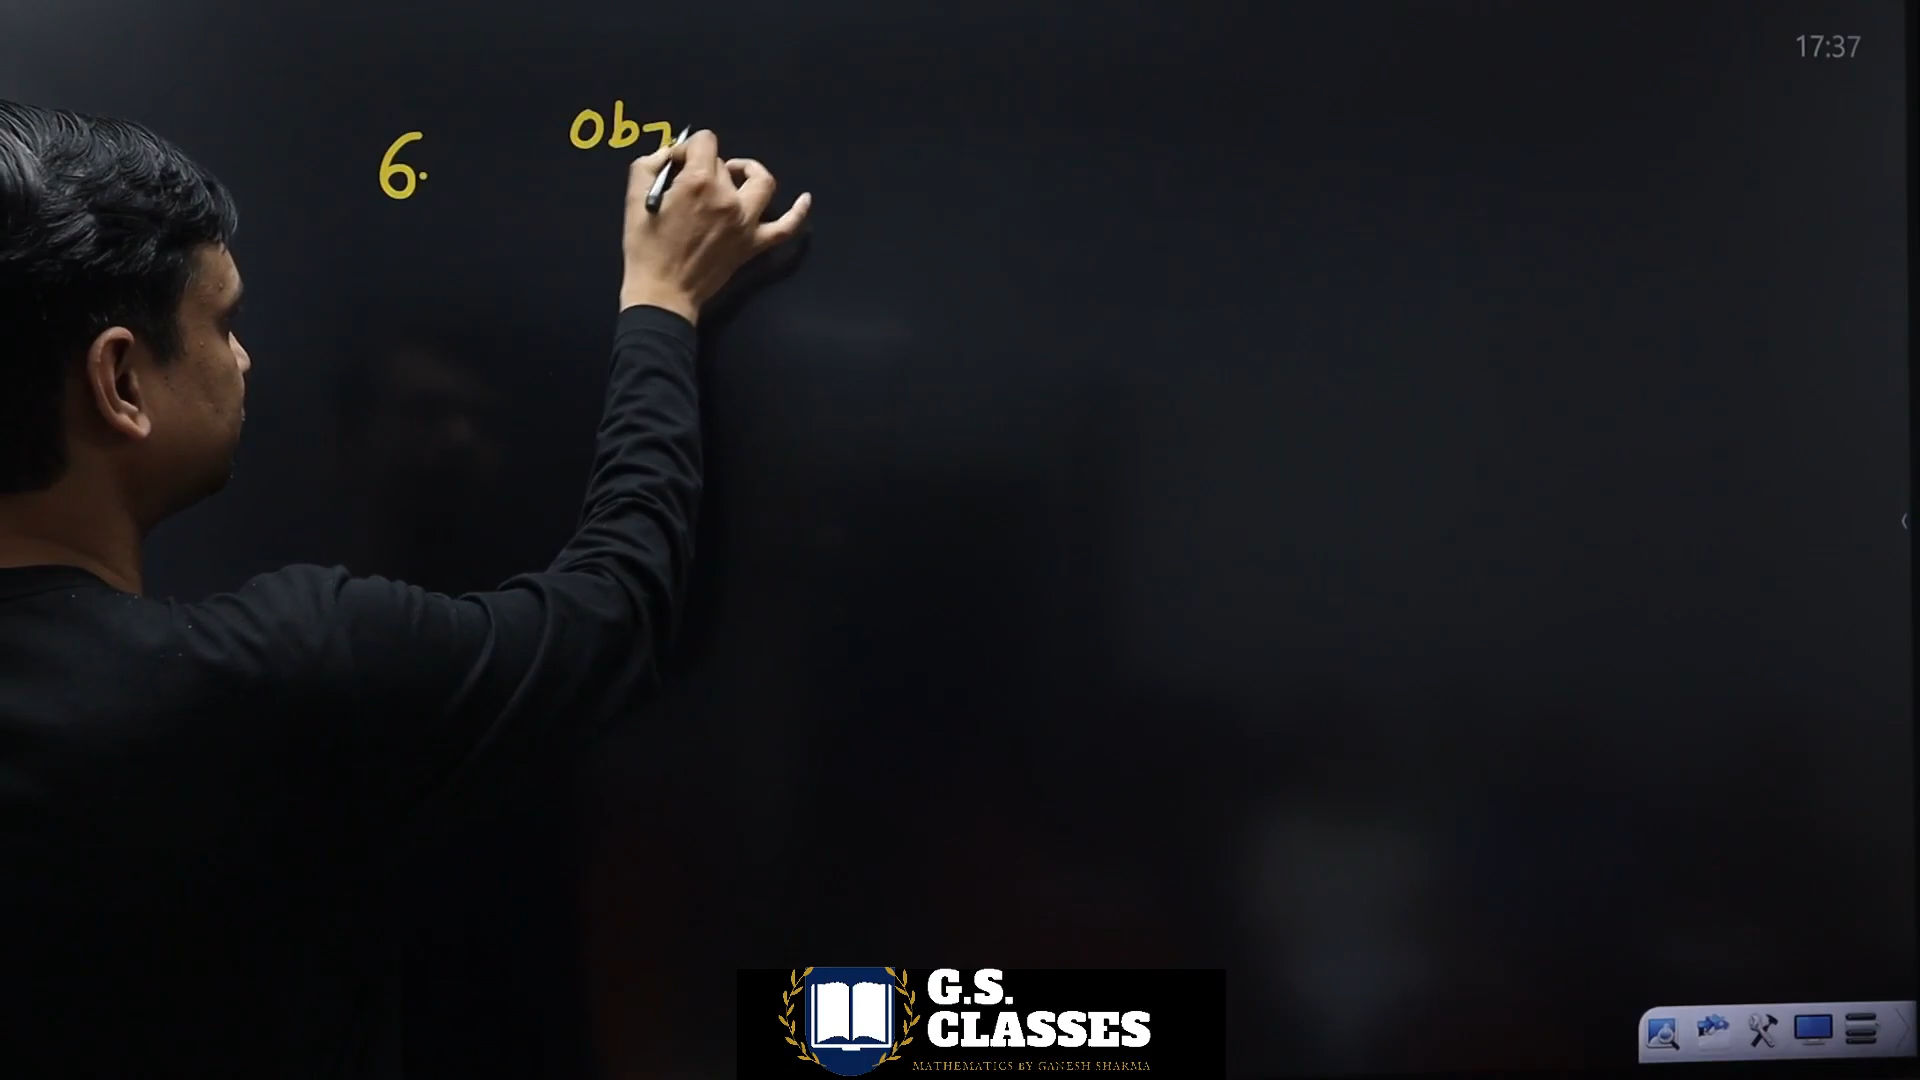 17:37
6. Obz
G.S.
CLASSES
MATHEMATICS BY GANESH SHARMA